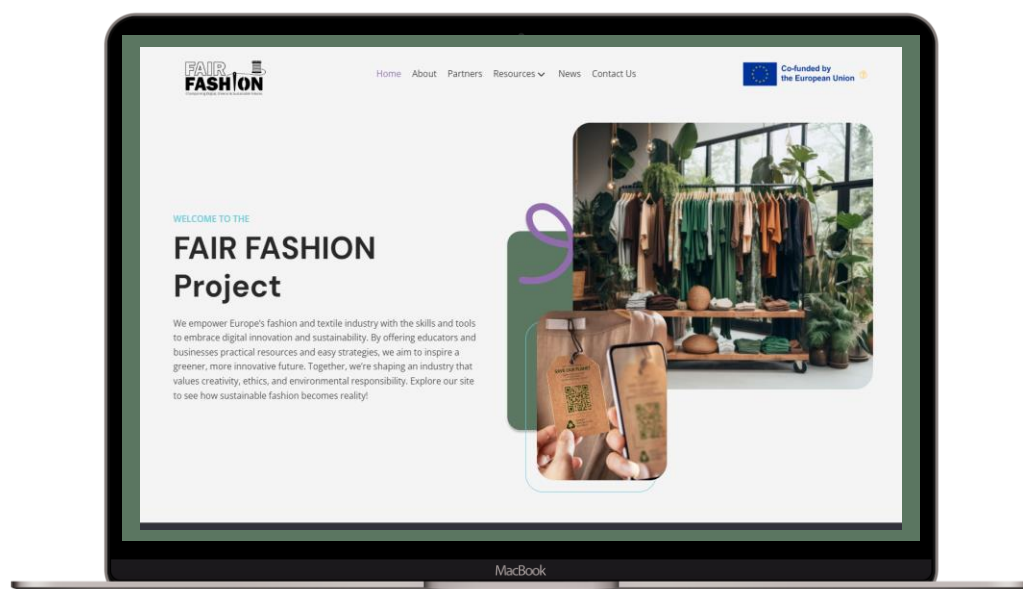 FAIR
FASHION
Home About Partners Resources News Contact Us
Co-funded by
the European Union
WELCOME TO THE
FAIR FASHION
Project
We empower Europe's fashion and textile industry with the skills and tools
to embrace digital innovation and sustainability. By offering educators and
businesses practical resources and easy strategies, we aim to inspire a
greener, more innovative future. Together, we're shaping an industry that
values creativity, ethics, and environmental responsibility. Explore our site
to see how sustainable fashion becomes reality!
MacBook